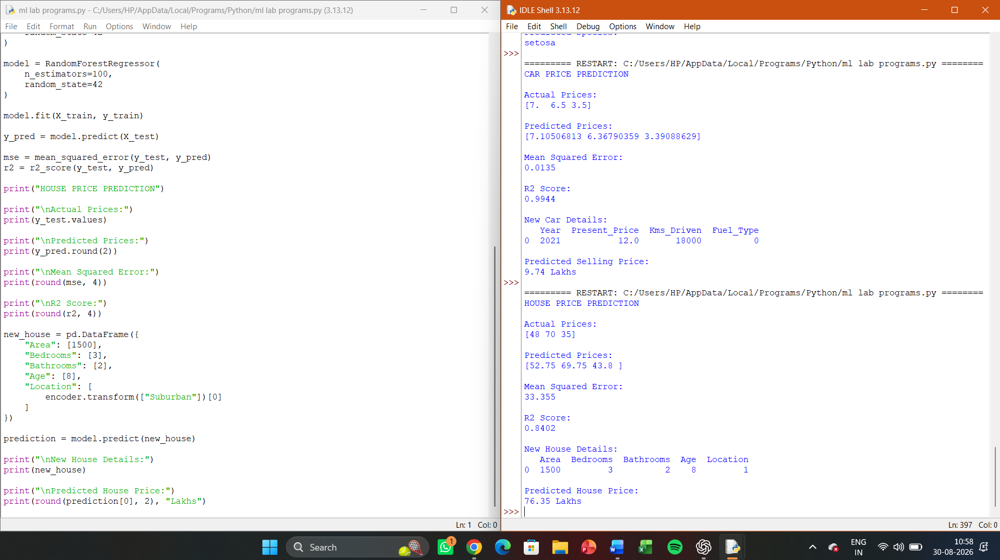 ml lab programs.py - C:/Users/HP/AppData/Local/Programs/Python/ml lab programs.py (3.13.12)
File Edit Format Run Options Window Help
)
model = RandomForestRegressor(
    n_estimators=100,
    random_state=42
)
model.fit(X_train, y_train)
y_pred = model.predict(X_test)
mse = mean_squared_error(y_test, y_pred)
r2 = r2_score(y_test, y_pred)
print("HOUSE PRICE PREDICTION")
print("\nActual Prices:")
print(y_test.values)
print("\nPredicted Prices:")
print(y_pred.round(2))
print("\nMean Squared Error:")
print(round(mse, 4))
print("\nR2 Score:")
print(round(r2, 4))
new_house = pd.DataFrame({
    "Area": [1500],
    "Bedrooms": [3],
    "Bathrooms": [2],
    "Age": [8],
    "Location": [
        encoder.transform(["Suburban"])[0]
    ]
})
prediction = model.predict(new_house)
print("\nNew House Details:")
print(new_house)
print("\nPredicted House Price:")
print(round(prediction[0], 2), "Lakhs")
Ln: 1 Col: 0
IDLE Shell 3.13.12
File Edit Shell Debug Options Window Help
Predicted Species:
setosa
>>>
========= RESTART: C:/Users/HP/AppData/Local/Programs/Python/ml lab programs.py ========
CAR PRICE PREDICTION
Actual Prices:
[7.  6.5 3.5]
Predicted Prices:
[7.10506813 6.36790359 3.39088629]
Mean Squared Error:
0.0135
R2 Score:
0.9944
New Car Details:
   Year  Present_Price  Kms_Driven  Fuel_Type
0  2021           12.0       18000          0
Predicted Selling Price:
9.74 Lakhs
>>>
========= RESTART: C:/Users/HP/AppData/Local/Programs/Python/ml lab programs.py ========
HOUSE PRICE PREDICTION
Actual Prices:
[48 70 35]
Predicted Prices:
[52.75 69.75 43.8 ]
Mean Squared Error:
33.355
R2 Score:
0.8402
New House Details:
   Area  Bedrooms  Bathrooms  Age  Location
0  1500         3          2    8         1
Predicted House Price:
76.35 Lakhs
>>>
Ln: 397 Col: 0
Search
1
ENG
IN
10:58
30-08-2026